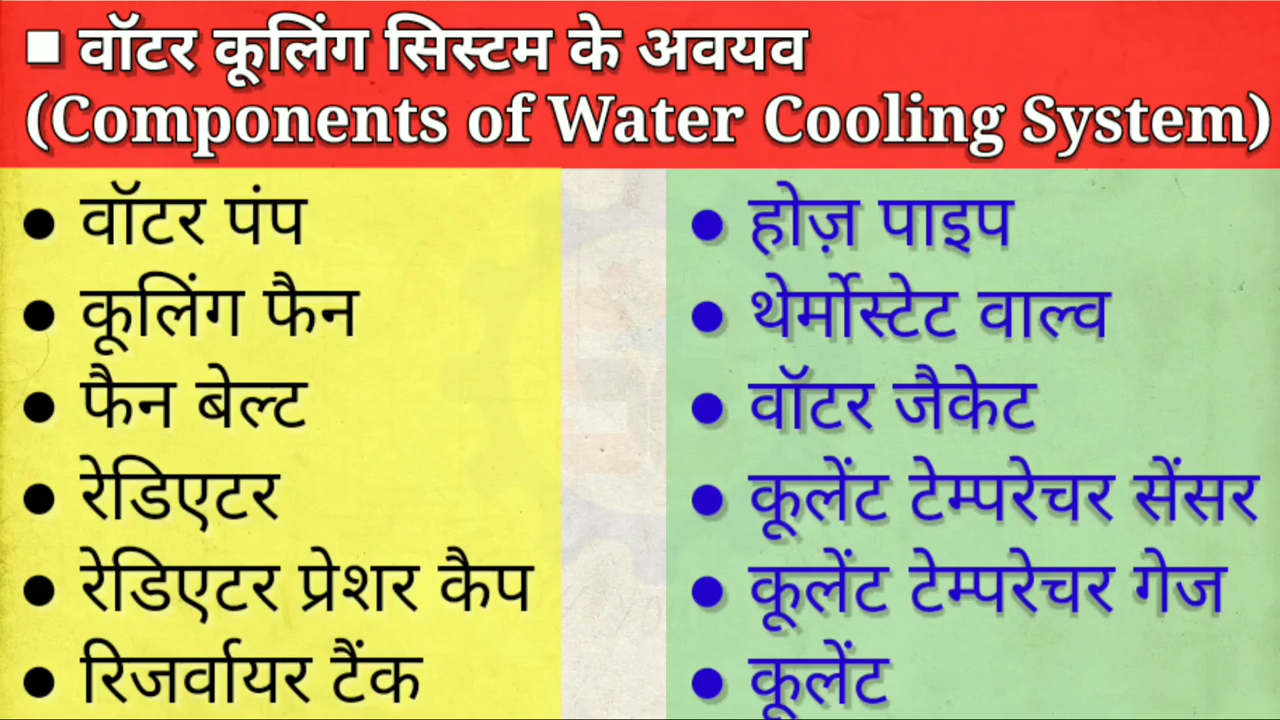 ■ वॉटर कूलिंग सिस्टम के अवयव
(Components of Water Cooling System)
● वॉटर पंप
● कूलिंग फैन
● फैन बेल्ट
● रेडिएटर
● रेडिएटर प्रेशर कैप
● रिजर्वायर टैंक
● होज़ पाइप
● थेर्मोस्टेट वाल्व
● वॉटर जैकेट
● कूलेंट टेम्परेचर सेंसर
● कूलेंट टेम्परेचर गेज
● कूलेंट